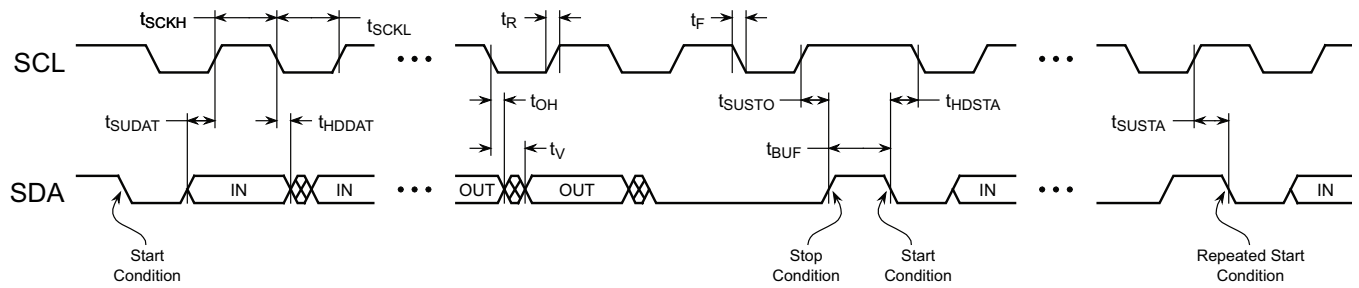 tSCKH
tSCKL
tR
tF
SCL
• • •
• • •
tOH
tSUSTO
tHDSTA
tSUDAT
tHDDAT
tSUSTA
tV
tBUF
SDA
IN
IN
• • •
OUT
OUT
IN
• • •
IN
Start
Condition
Stop
Condition
Start
Condition
Repeated Start
Condition